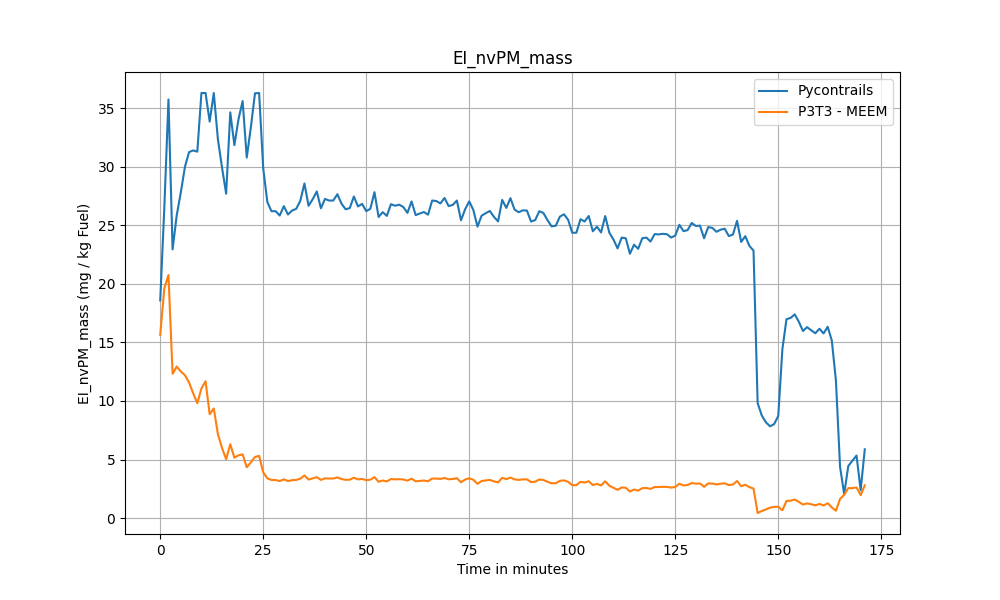 EI_nvPM_mass
Pycontrails
P3T3 - MEEM
EI_nvPM_mass (mg / kg Fuel)
35
30
25
20
15
10
5
0
0 25 50 75 100 125 150 175
Time in minutes